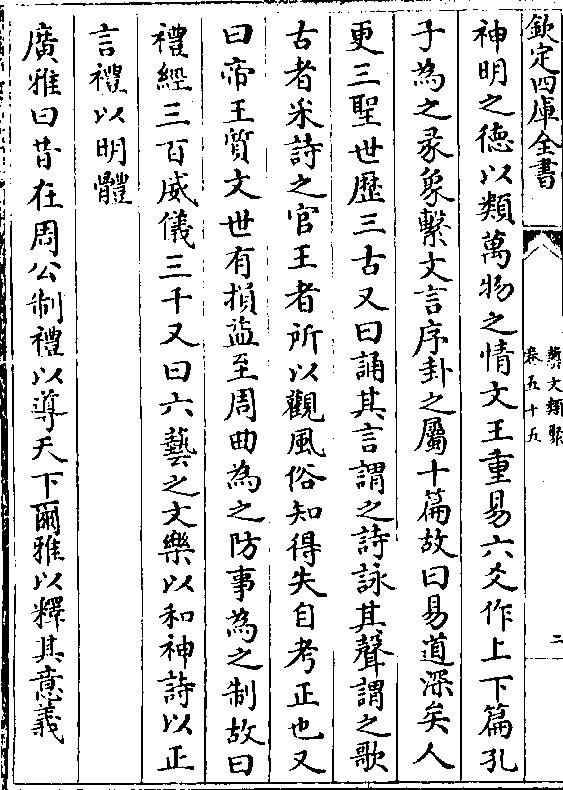 欽定四庫全書
藝文類聚
卷五十五
二
神明之德以類萬物之情文王重易六爻作上下篇孔
子為之彖象繫文言序卦之屬十篇故曰易道深矣人
更三聖世歴三古又曰誦其言謂之詩詠其聲謂之歌
古者采詩之官王者所以觀風俗知得失自考正也又
曰帝王質文世有損益至周曲為之防事為之制故曰
禮經三百威儀三千又曰六藝之文樂以和神詩以正
言禮以明體
廣雅曰昔在周公制禮以導天下爾雅以釋其意義